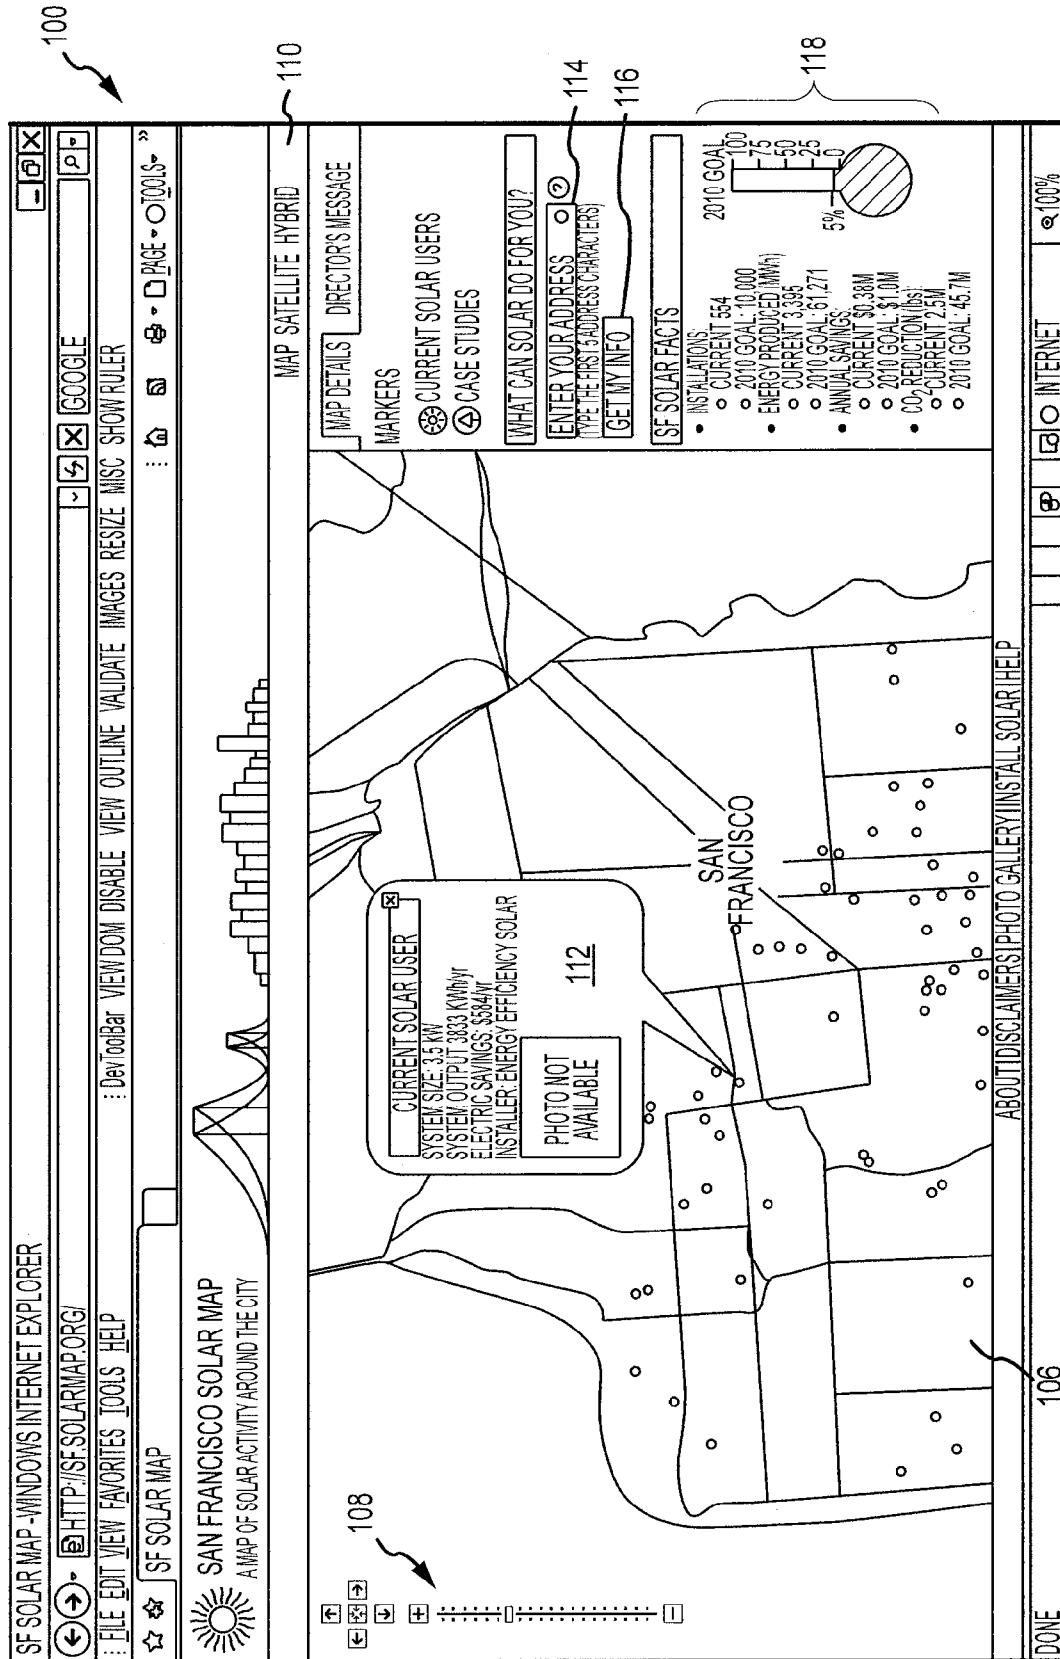 100
SF SOLAR MAP -WINDOWS INTERNET EXPLORER
HTTP://SF.SOLARMAP.ORG/
GOOGLE
FILE EDIT VIEW FAVORITES TOOLS HELP
DevToolBar VIEW DOM DISABLE VIEW OUTLINE VALIDATE IMAGES RESIZE MISC SHOW RULER
SF SOLAR MAP
PAGE
TOOLS
SAN FRANCISCO SOLAR MAP
A MAP OF SOLAR ACTIVITY AROUND THE CITY
MAP SATELLITE HYBRID
110
108
CURRENT SOLAR USER
SYSTEM SIZE: 3.5 KW
SYSTEM OUTPUT 3833 KWh/yr
ELECTRIC SAVINGS: $584/yr
INSTALLER: ENERGY EFFICIENCY SOLAR
PHOTO NOT
AVAILABLE
112
SAN
FRANCISCO
106
MAP DETAILS
DIRECTOR'S MESSAGE
MARKERS
CURRENT SOLAR USERS
CASE STUDIES
WHAT CAN SOLAR DO FOR YOU?
ENTER YOUR ADDRESS
?
114
(TYPE THE FIRST 5 ADDRESS CHARACTERS)
GET MY INFO
116
SF SOLAR FACTS
INSTALLATIONS:
CURRENT 554
2010 GOAL: 10,000
ENERGY PRODUCED (MWh)
CURRENT 3,395
2010 GOAL: 61,271
ANNUAL SAVINGS:
CURRENT $0.38M
2010 GOAL: $1.0M
CO2 REDUCTION (lbs):
CURRENT 2.5M
2010 GOAL: 45.7M
2010 GOAL
100
75
50
25
0
5%
118
ABOUT1DISCLAIMERS1PHOTO GALLERY1INSTALL SOLAR1HELP
DONE
INTERNET
100%